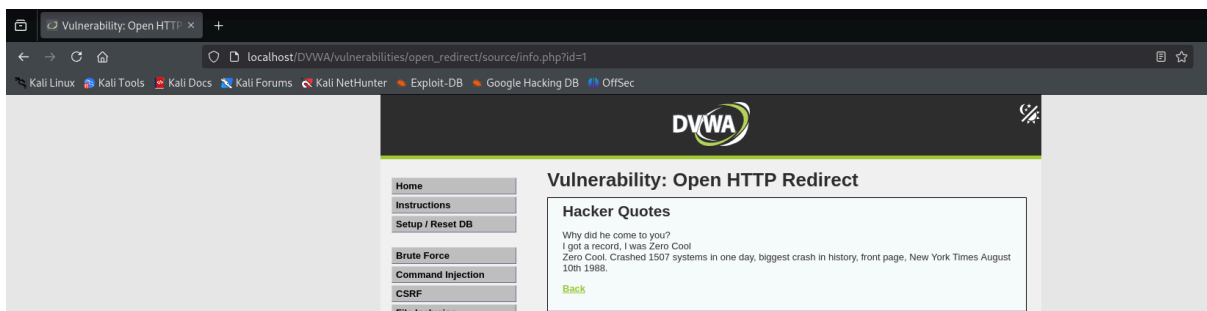 Vulnerability: Open HTTP
localhost/DVWA/vulnerabilities/open_redirect/source/info.php?id=1
Kali Linux Kali Tools Kali Docs Kali Forums Kali NetHunter Exploit-DB Google Hacking DB OffSec
DVWA
Vulnerability: Open HTTP Redirect
Home
Instructions
Setup / Reset DB
Brute Force
Command Injection
CSRF
Hacker Quotes
Why did he come to you?
I got a record, I was Zero Cool
Zero Cool. Crashed 1507 systems in one day, biggest crash in history, front page, New York Times August
10th 1988.
Back